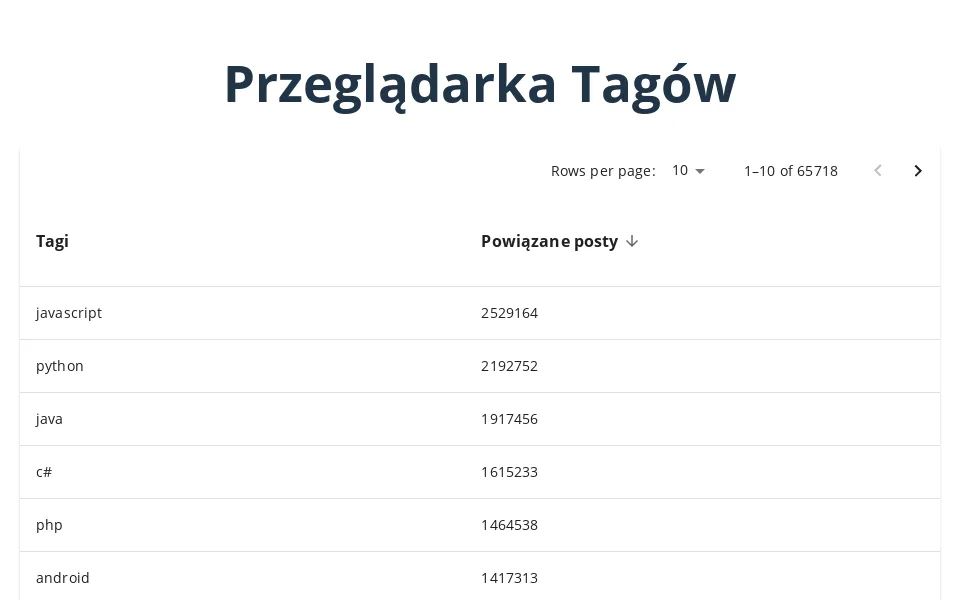 Przeglądarka Tagów
Rows per page: 10 1–10 of 65718
Tagi Powiązane posty
javascript 2529164
python 2192752
java 1917456
c# 1615233
php 1464538
android 1417313